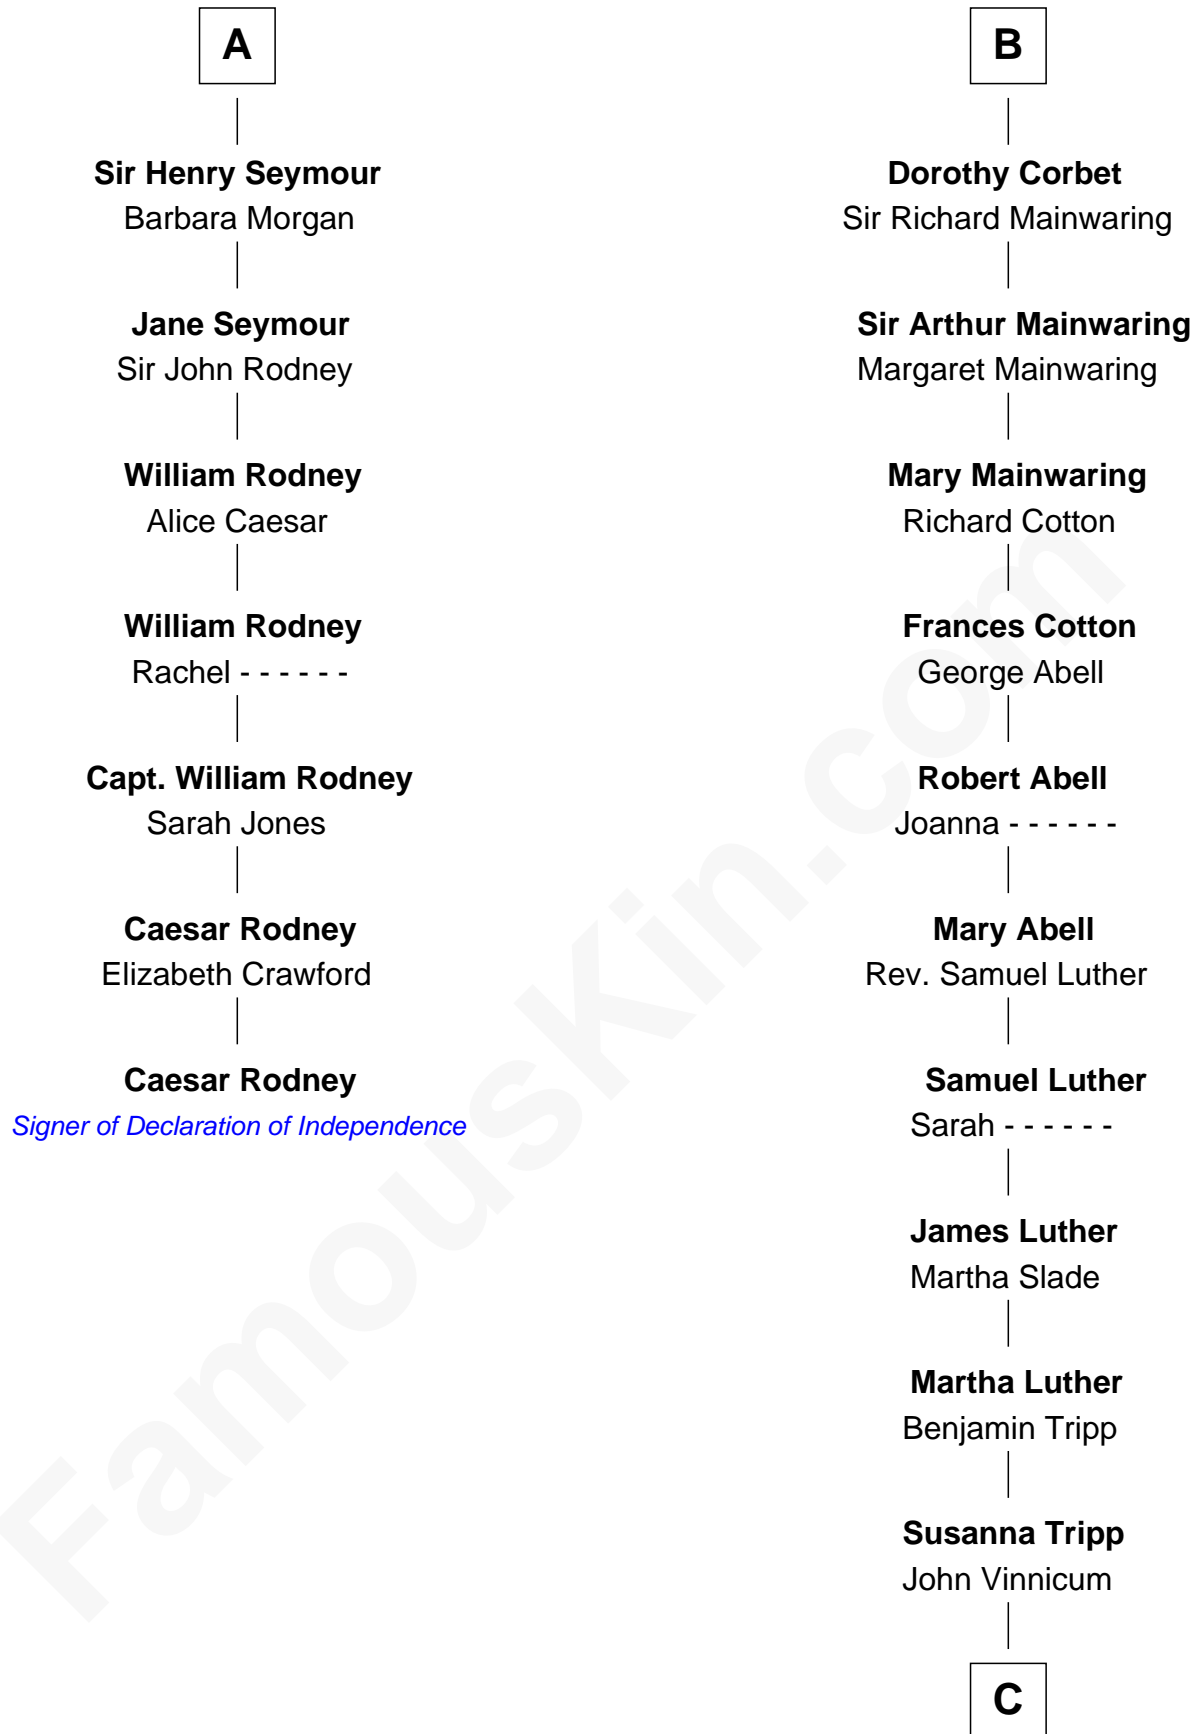 A
Sir Henry Seymour
Barbara Morgan
Jane Seymour
Sir John Rodney
William Rodney
Alice Caesar
William Rodney
Rachel - - - - - -
Capt. William Rodney
Sarah Jones
Caesar Rodney
Elizabeth Crawford
Caesar Rodney
Signer of Declaration of Independence
B
Dorothy Corbet
Sir Richard Mainwaring
Sir Arthur Mainwaring
Margaret Mainwaring
Mary Mainwaring
Richard Cotton
Frances Cotton
George Abell
Robert Abell
Joanna - - - - - -
Mary Abell
Rev. Samuel Luther
Samuel Luther
Sarah - - - - - -
James Luther
Martha Slade
Martha Luther
Benjamin Tripp
Susanna Tripp
John Vinnicum
C
FamousKin.com